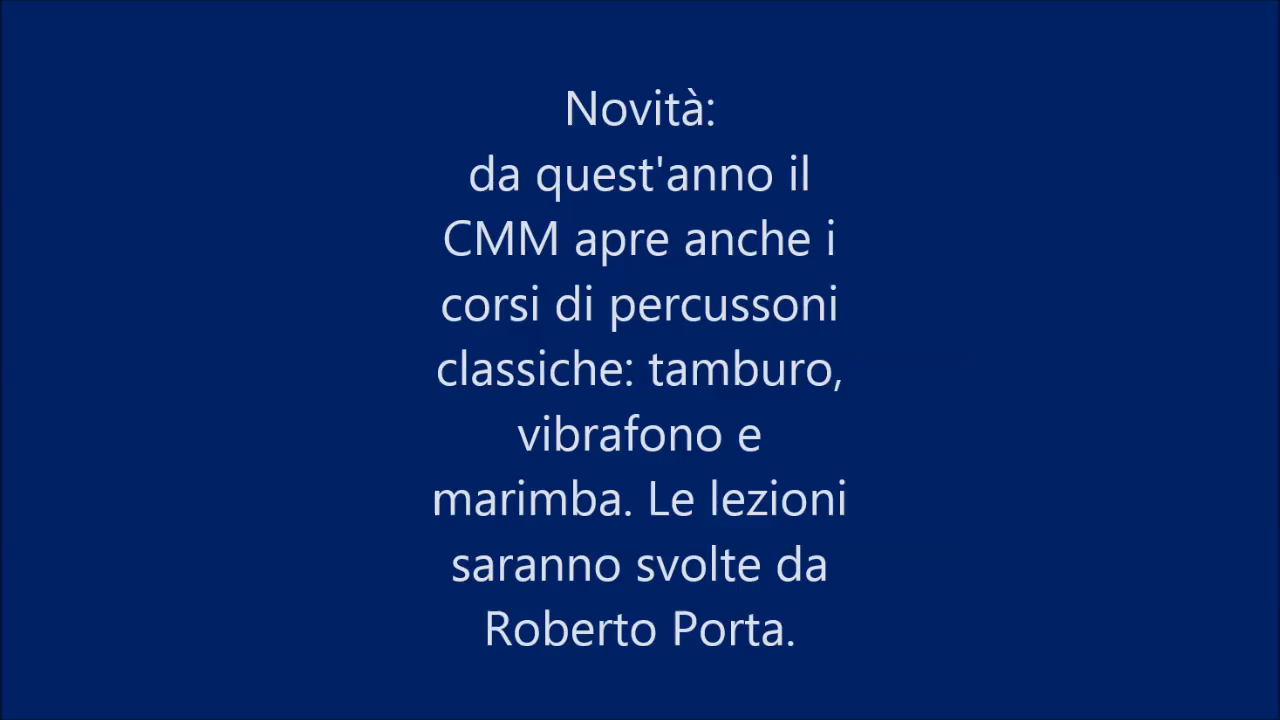 Novità:
da quest'anno il
CMM apre anche i
corsi di percussoni
classiche: tamburo,
vibrafono e
marimba. Le lezioni
saranno svolte da
Roberto Porta.